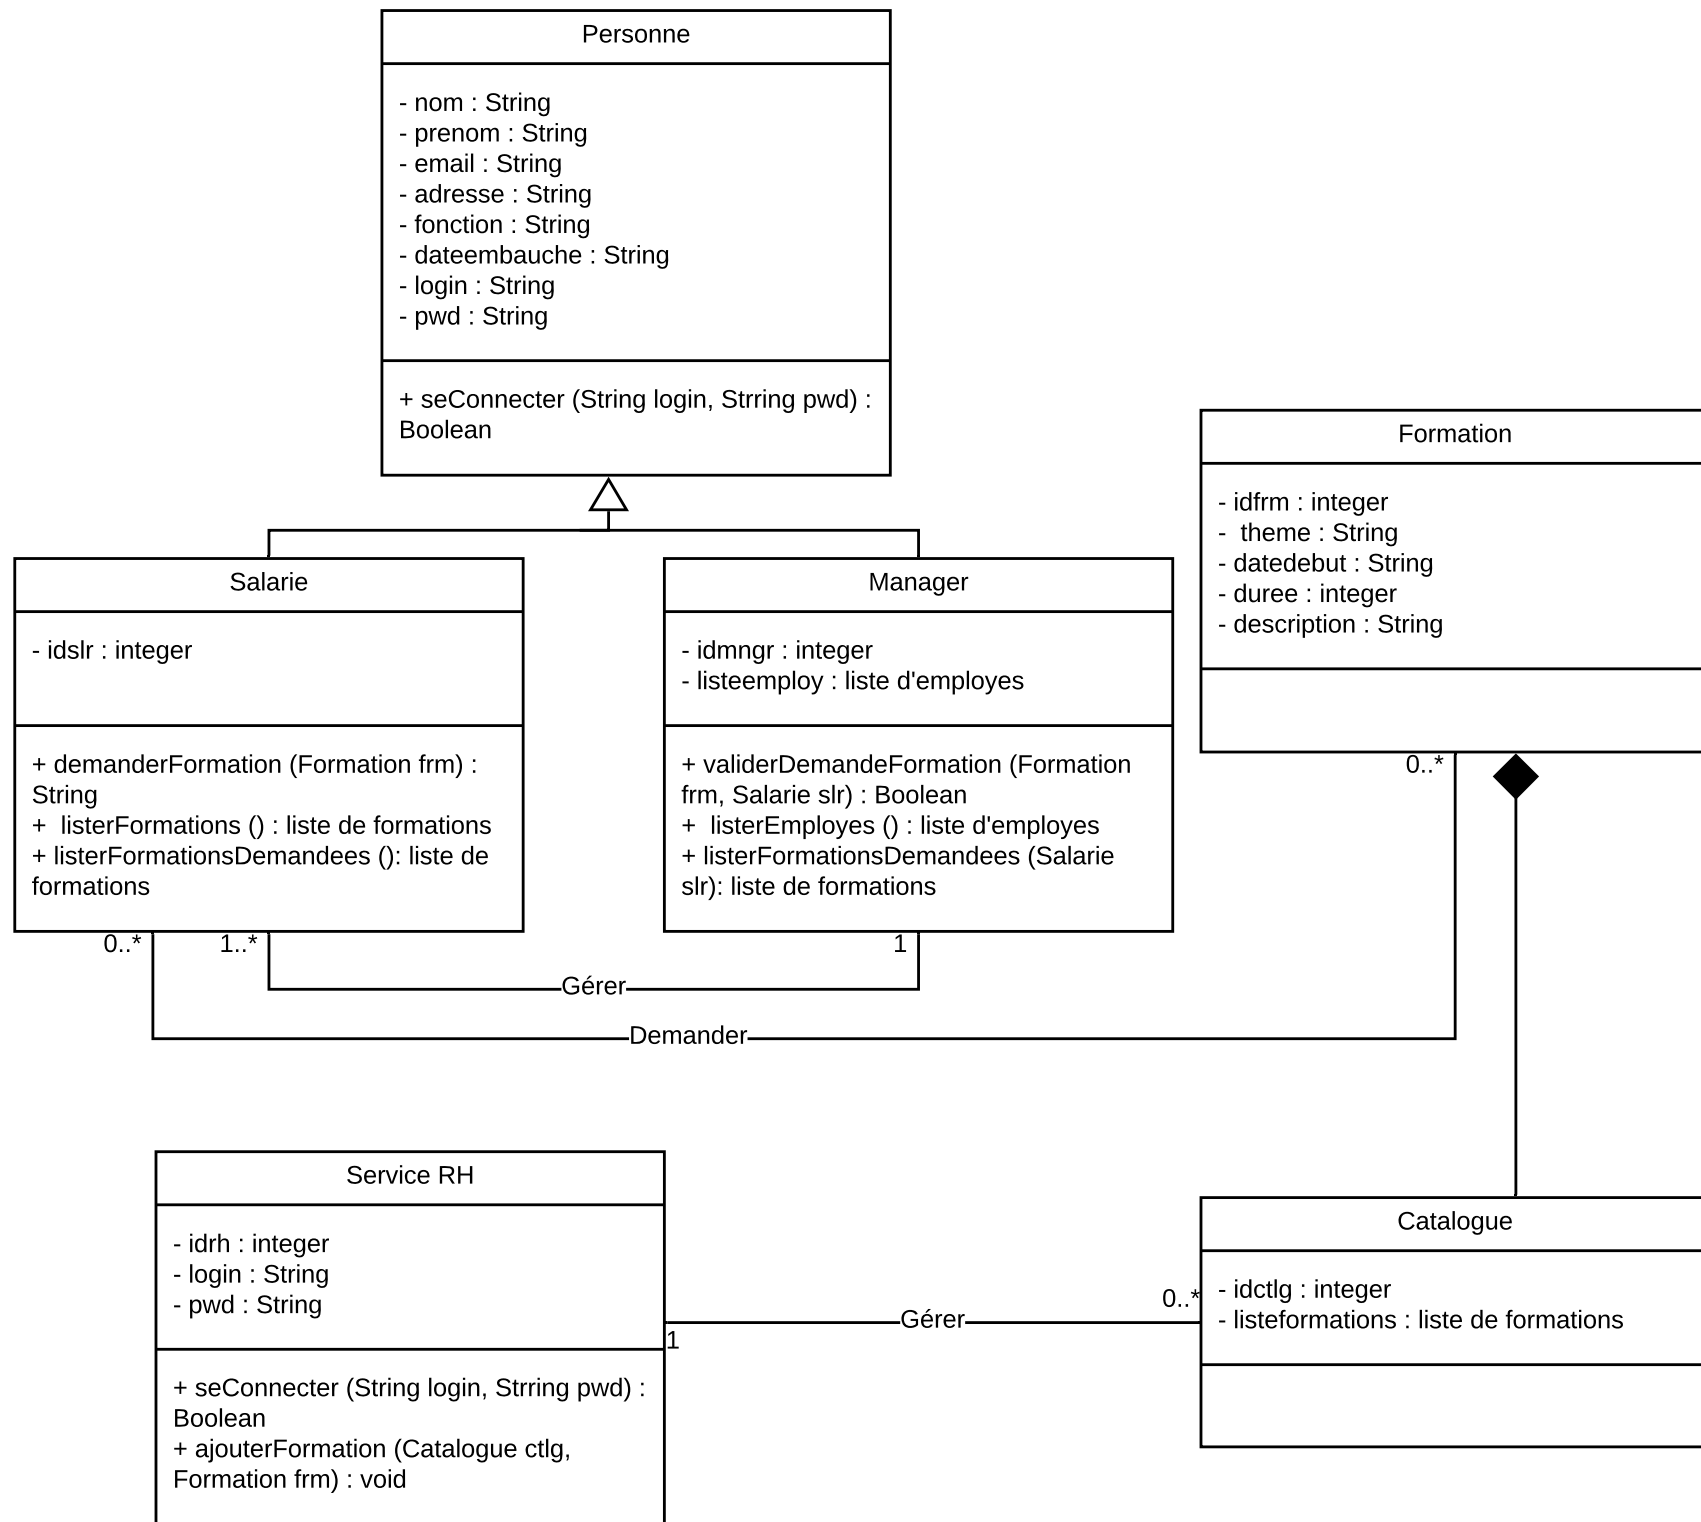 Personne
- nom : String
- prenom : String
- email : String
- adresse : String
- fonction : String
- dateembauche : String
- login : String
- pwd : String
+ seConnecter (String login, Strring pwd) :
Boolean
Formation
- idfrm : integer
-  theme : String
- datedebut : String
- duree : integer
- description : String
Salarie
- idslr : integer
+ demanderFormation (Formation frm) :
String
+  listerFormations () : liste de formations
+ listerFormationsDemandees (): liste de
formations
Manager
- idmngr : integer
- listeemploy : liste d'employes
+ validerDemandeFormation (Formation
frm, Salarie slr) : Boolean
+  listerEmployes () : liste d'employes
+ listerFormationsDemandees (Salarie
slr): liste de formations
0..*
0..*
1..*
1
Gérer
Demander
Service RH
- idrh : integer
- login : String
- pwd : String
+ seConnecter (String login, Strring pwd) :
Boolean
+ ajouterFormation (Catalogue ctlg,
Formation frm) : void
1
Gérer
0..*
Catalogue
- idctlg : integer
- listeformations : liste de formations